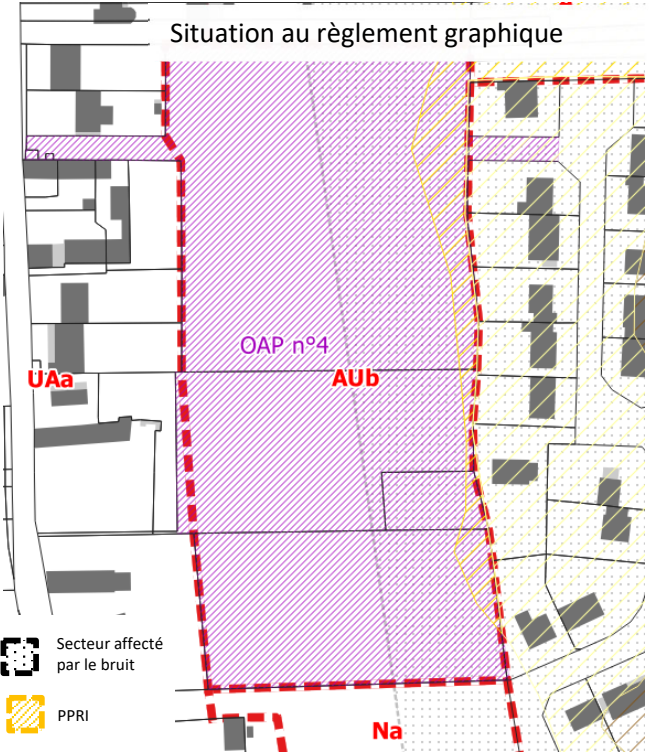 Situation au règlement graphique
OAP n°4
UAa
AUb
Secteur affecté
par le bruit
PPRI
Na